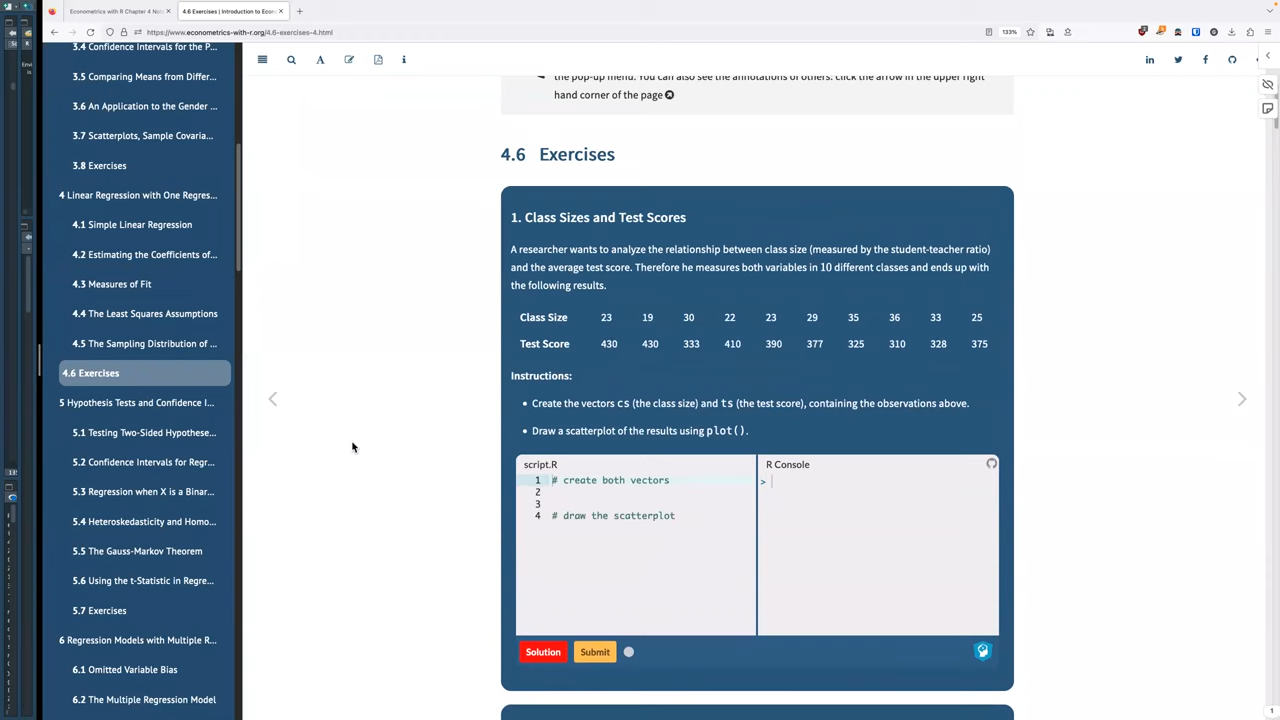 Econometrics with R Chapter 4 Not
4.6 Exercises | Introduction to Econ
https://www.econometrics-with-r.org/4.6-exercises-4.html
133%
3.4 Confidence Intervals for the P...
3.5 Comparing Means from Differ...
3.6 An Application to the Gender ...
3.7 Scatterplots, Sample Covaria...
3.8 Exercises
4 Linear Regression with One Regres...
4.1 Simple Linear Regression
4.2 Estimating the Coefficients of...
4.3 Measures of Fit
4.4 The Least Squares Assumptions
4.5 The Sampling Distribution of ...
4.6 Exercises
5 Hypothesis Tests and Confidence I...
5.1 Testing Two-Sided Hypothese...
5.2 Confidence Intervals for Regr...
5.3 Regression when X is a Binar...
5.4 Heteroskedasticity and Homo...
5.5 The Gauss-Markov Theorem
5.6 Using the t-Statistic in Regre...
5.7 Exercises
6 Regression Models with Multiple R...
6.1 Omitted Variable Bias
6.2 The Multiple Regression Model
the pop-up menu. You can also see the annotations of others: click the arrow in the upper right
hand corner of the page
4.6 Exercises
1. Class Sizes and Test Scores
A researcher wants to analyze the relationship between class size (measured by the student-teacher ratio)
and the average test score. Therefore he measures both variables in 10 different classes and ends up with
the following results.
Class Size 23 19 30 22 23 29 35 36 33 25
Test Score 430 430 333 410 390 377 325 310 328 375
Instructions:
• Create the vectors cs (the class size) and ts (the test score), containing the observations above.
• Draw a scatterplot of the results using plot().
script.R
1 # create both vectors
2
3
4 # draw the scatterplot
R Console
>
Solution
Submit
1